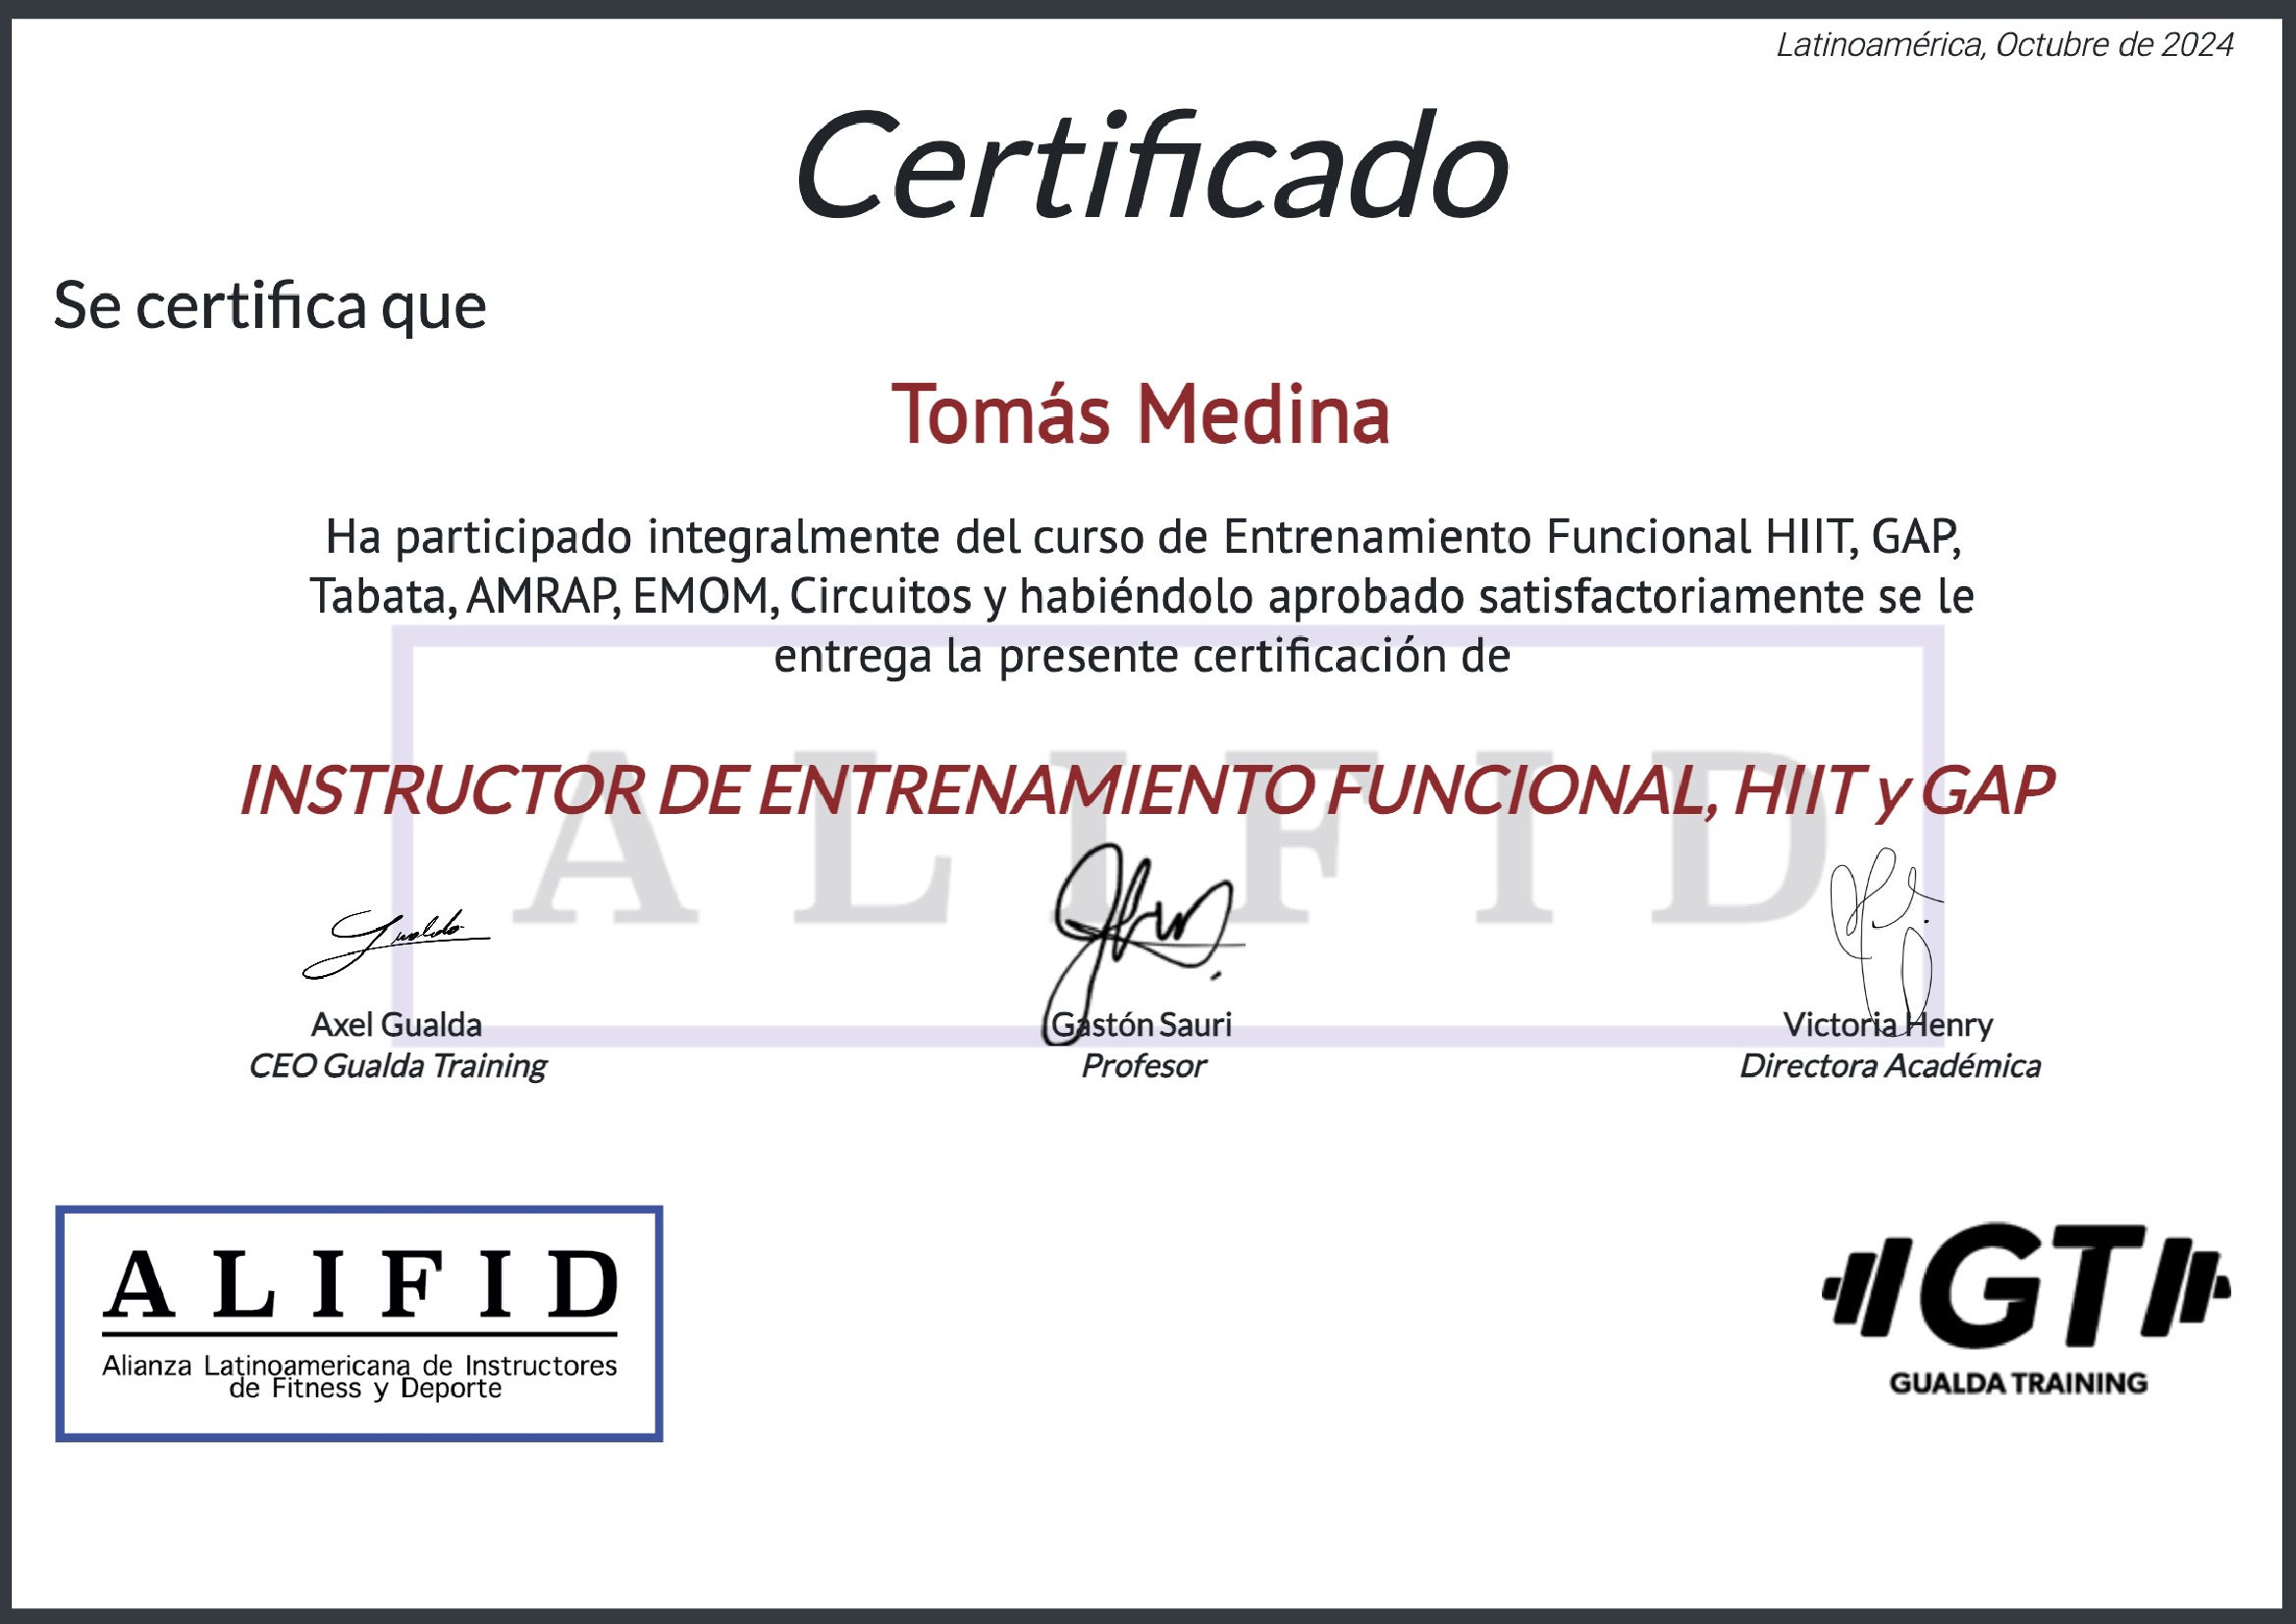 Latinoamérica, Octubre de 2024
Certificado
Se certifica que
Tomás Medina
Ha participado integralmente del curso de Entrenamiento Funcional HIIT, GAP,
Tabata, AMRAP, EMOM, Circuitos y habiéndolo aprobado satisfactoriamente se le
entrega la presente certificación de
INSTRUCTOR DE ENTRENAMIENTO FUNCIONAL, HIIT y GAP
ALIFID
Gualda
Axel Gualda
CEO Gualda Training
Gastón Sauri
Profesor
Victoria Henry
Directora Académica
ALIFID
Alianza Latinoamericana de Instructores
de Fitness y Deporte
GT
GUALDA TRAINING